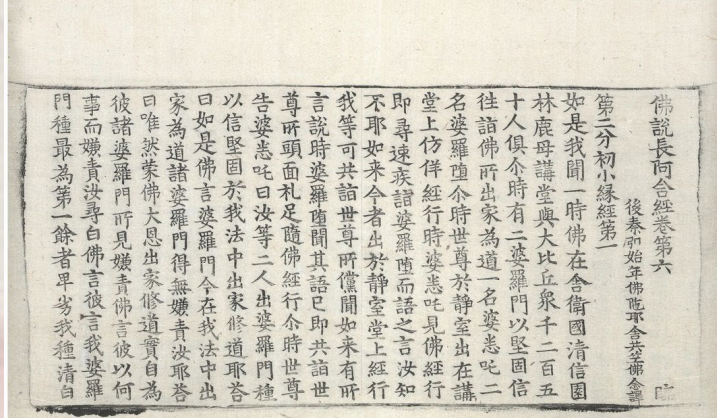 佛說長阿含經卷第六 臨
後秦弘始年佛陁耶舍共竺佛念譯
第二分初小緣經第一
如是我聞一時佛在舍衛國清信園
林鹿母講堂與大比丘衆千二百五
十人俱尒時有二婆羅門以堅固信
往詣佛所出家為道一名婆悉吒二
名婆羅墮尒時世尊於靜室出在講
堂上仿佯經行時婆悉吒見佛經行
即尋速疾詣婆羅墮而語之言汝知
不耶如來今者出於靜室堂上經行
我等可共詣世尊所儻聞如來有所
言說時婆羅墮聞其語已即共詣世
尊所頭面礼足隨佛經行尒時世尊
告婆悉吒曰汝等二人出婆羅門種
以信堅固於我法中出家修道耶荅
曰如是佛言婆羅門今在我法中出
家為道諸婆羅門得無嫌責汝耶荅
曰唯然蒙佛大恩出家修道實自為
彼諸婆羅門所見嫌責佛言彼以何
事而嫌責汝尋白佛言彼言我婆羅
門種最為第一餘者卑劣我種清白